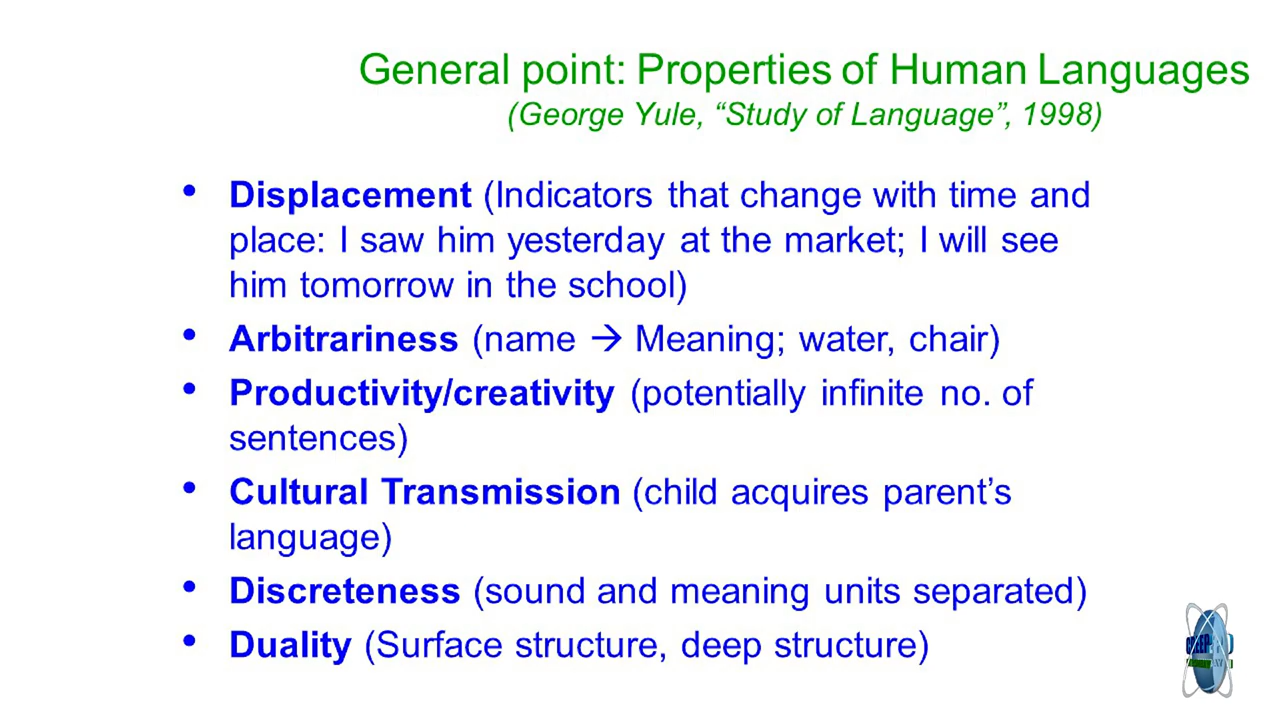 General point: Properties of Human Languages
(George Yule, “Study of Language”, 1998)
• Displacement (Indicators that change with time and
place: I saw him yesterday at the market; I will see
him tomorrow in the school)
• Arbitrariness (name → Meaning; water, chair)
• Productivity/creativity (potentially infinite no. of
sentences)
• Cultural Transmission (child acquires parent’s
language)
• Discreteness (sound and meaning units separated)
• Duality (Surface structure, deep structure)